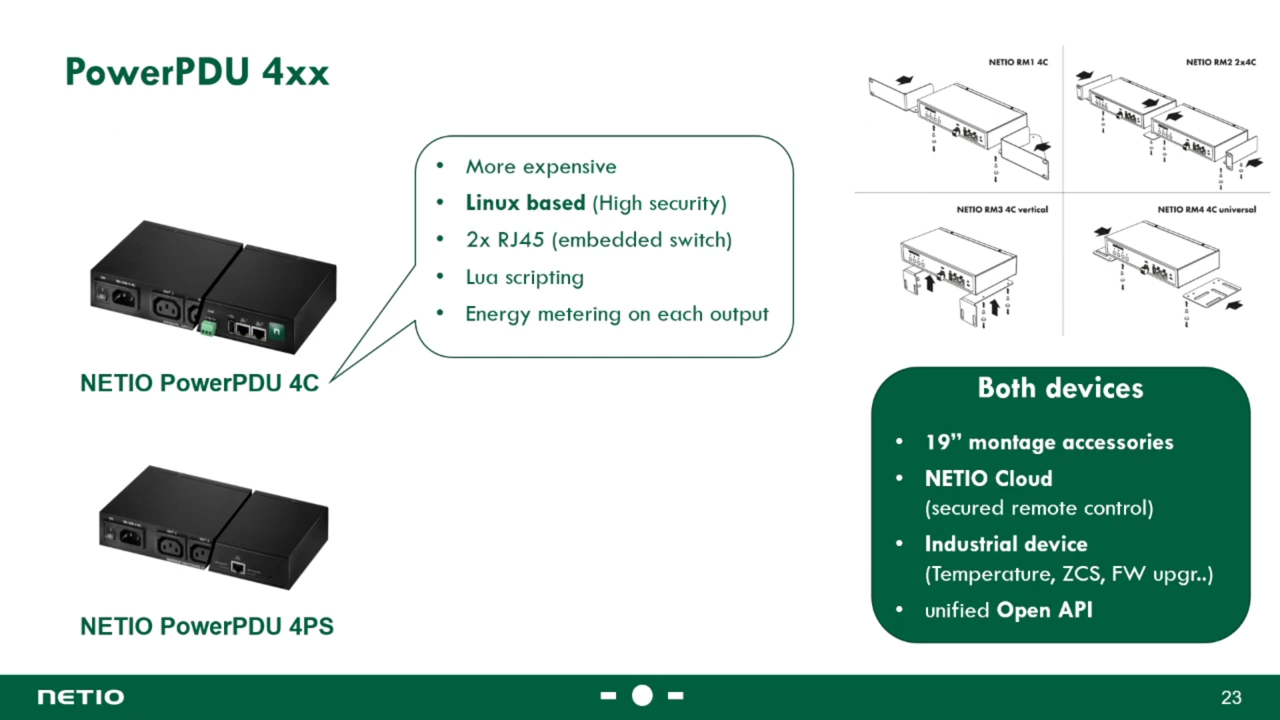 PowerPDU 4xx
• More expensive
• Linux based (High security)
• 2x RJ45 (embedded switch)
• Lua scripting
• Energy metering on each output
NETIO PowerPDU 4C
NETIO PowerPDU 4PS
NETIO RM1 4C
NETIO RM2 2x4C
NETIO RM3 4C vertical
NETIO RM4 4C universal
Both devices
• 19” montage accessories
• NETIO Cloud
(secured remote control)
• Industrial device
(Temperature, ZCS, FW upgr..)
• unified Open API
NETIO
23